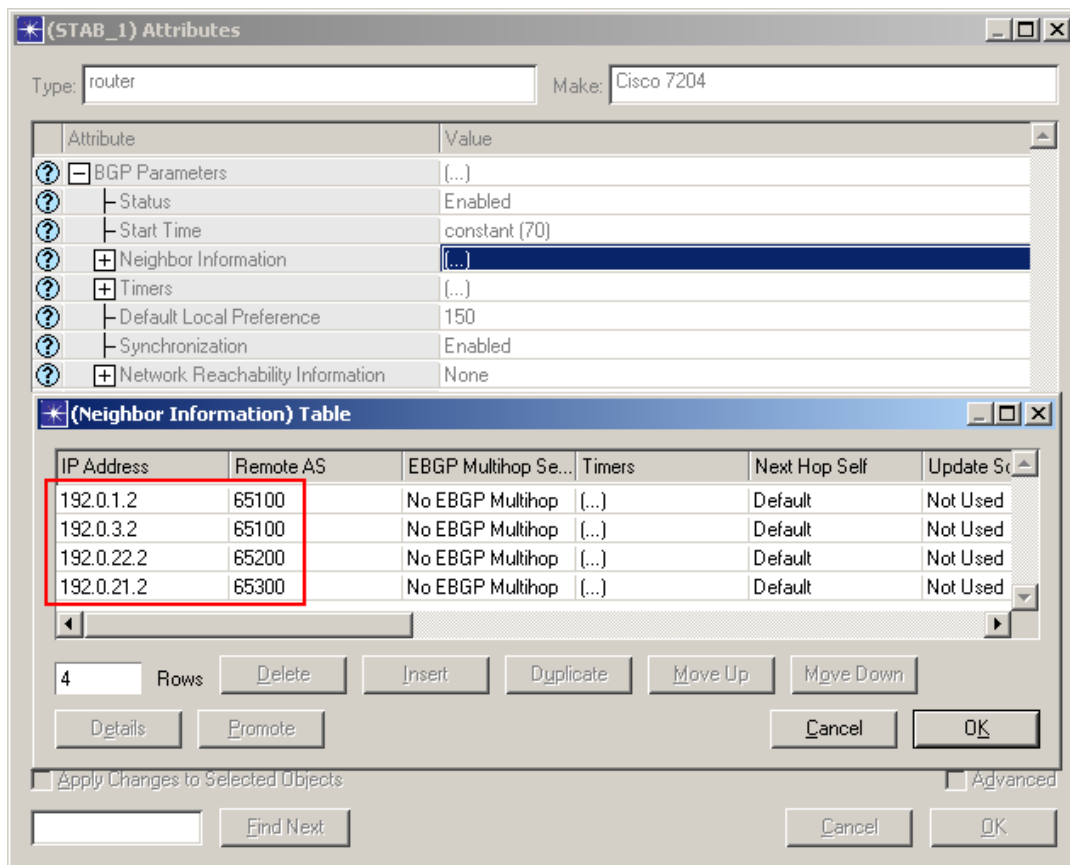 (STAB_1) Attributes
Type: router Make: Cisco 7204
Attribute Value
BGP Parameters (...)
Status Enabled
Start Time constant (70)
Neighbor Information (...)
Timers (...)
Default Local Preference 150
Synchronization Enabled
Network Reachability Information None
(Neighbor Information) Table
IP Address Remote AS EBGP Multihop Se... Timers Next Hop Self Update So
192.0.1.2 65100 No EBGP Multihop (...) Default Not Used
192.0.3.2 65100 No EBGP Multihop (...) Default Not Used
192.0.22.2 65200 No EBGP Multihop (...) Default Not Used
192.0.21.2 65300 No EBGP Multihop (...) Default Not Used
4 Rows Delete Insert Duplicate Move Up Move Down
Details Promote Cancel OK
Apply Changes to Selected Objects Advanced
Find Next Cancel OK